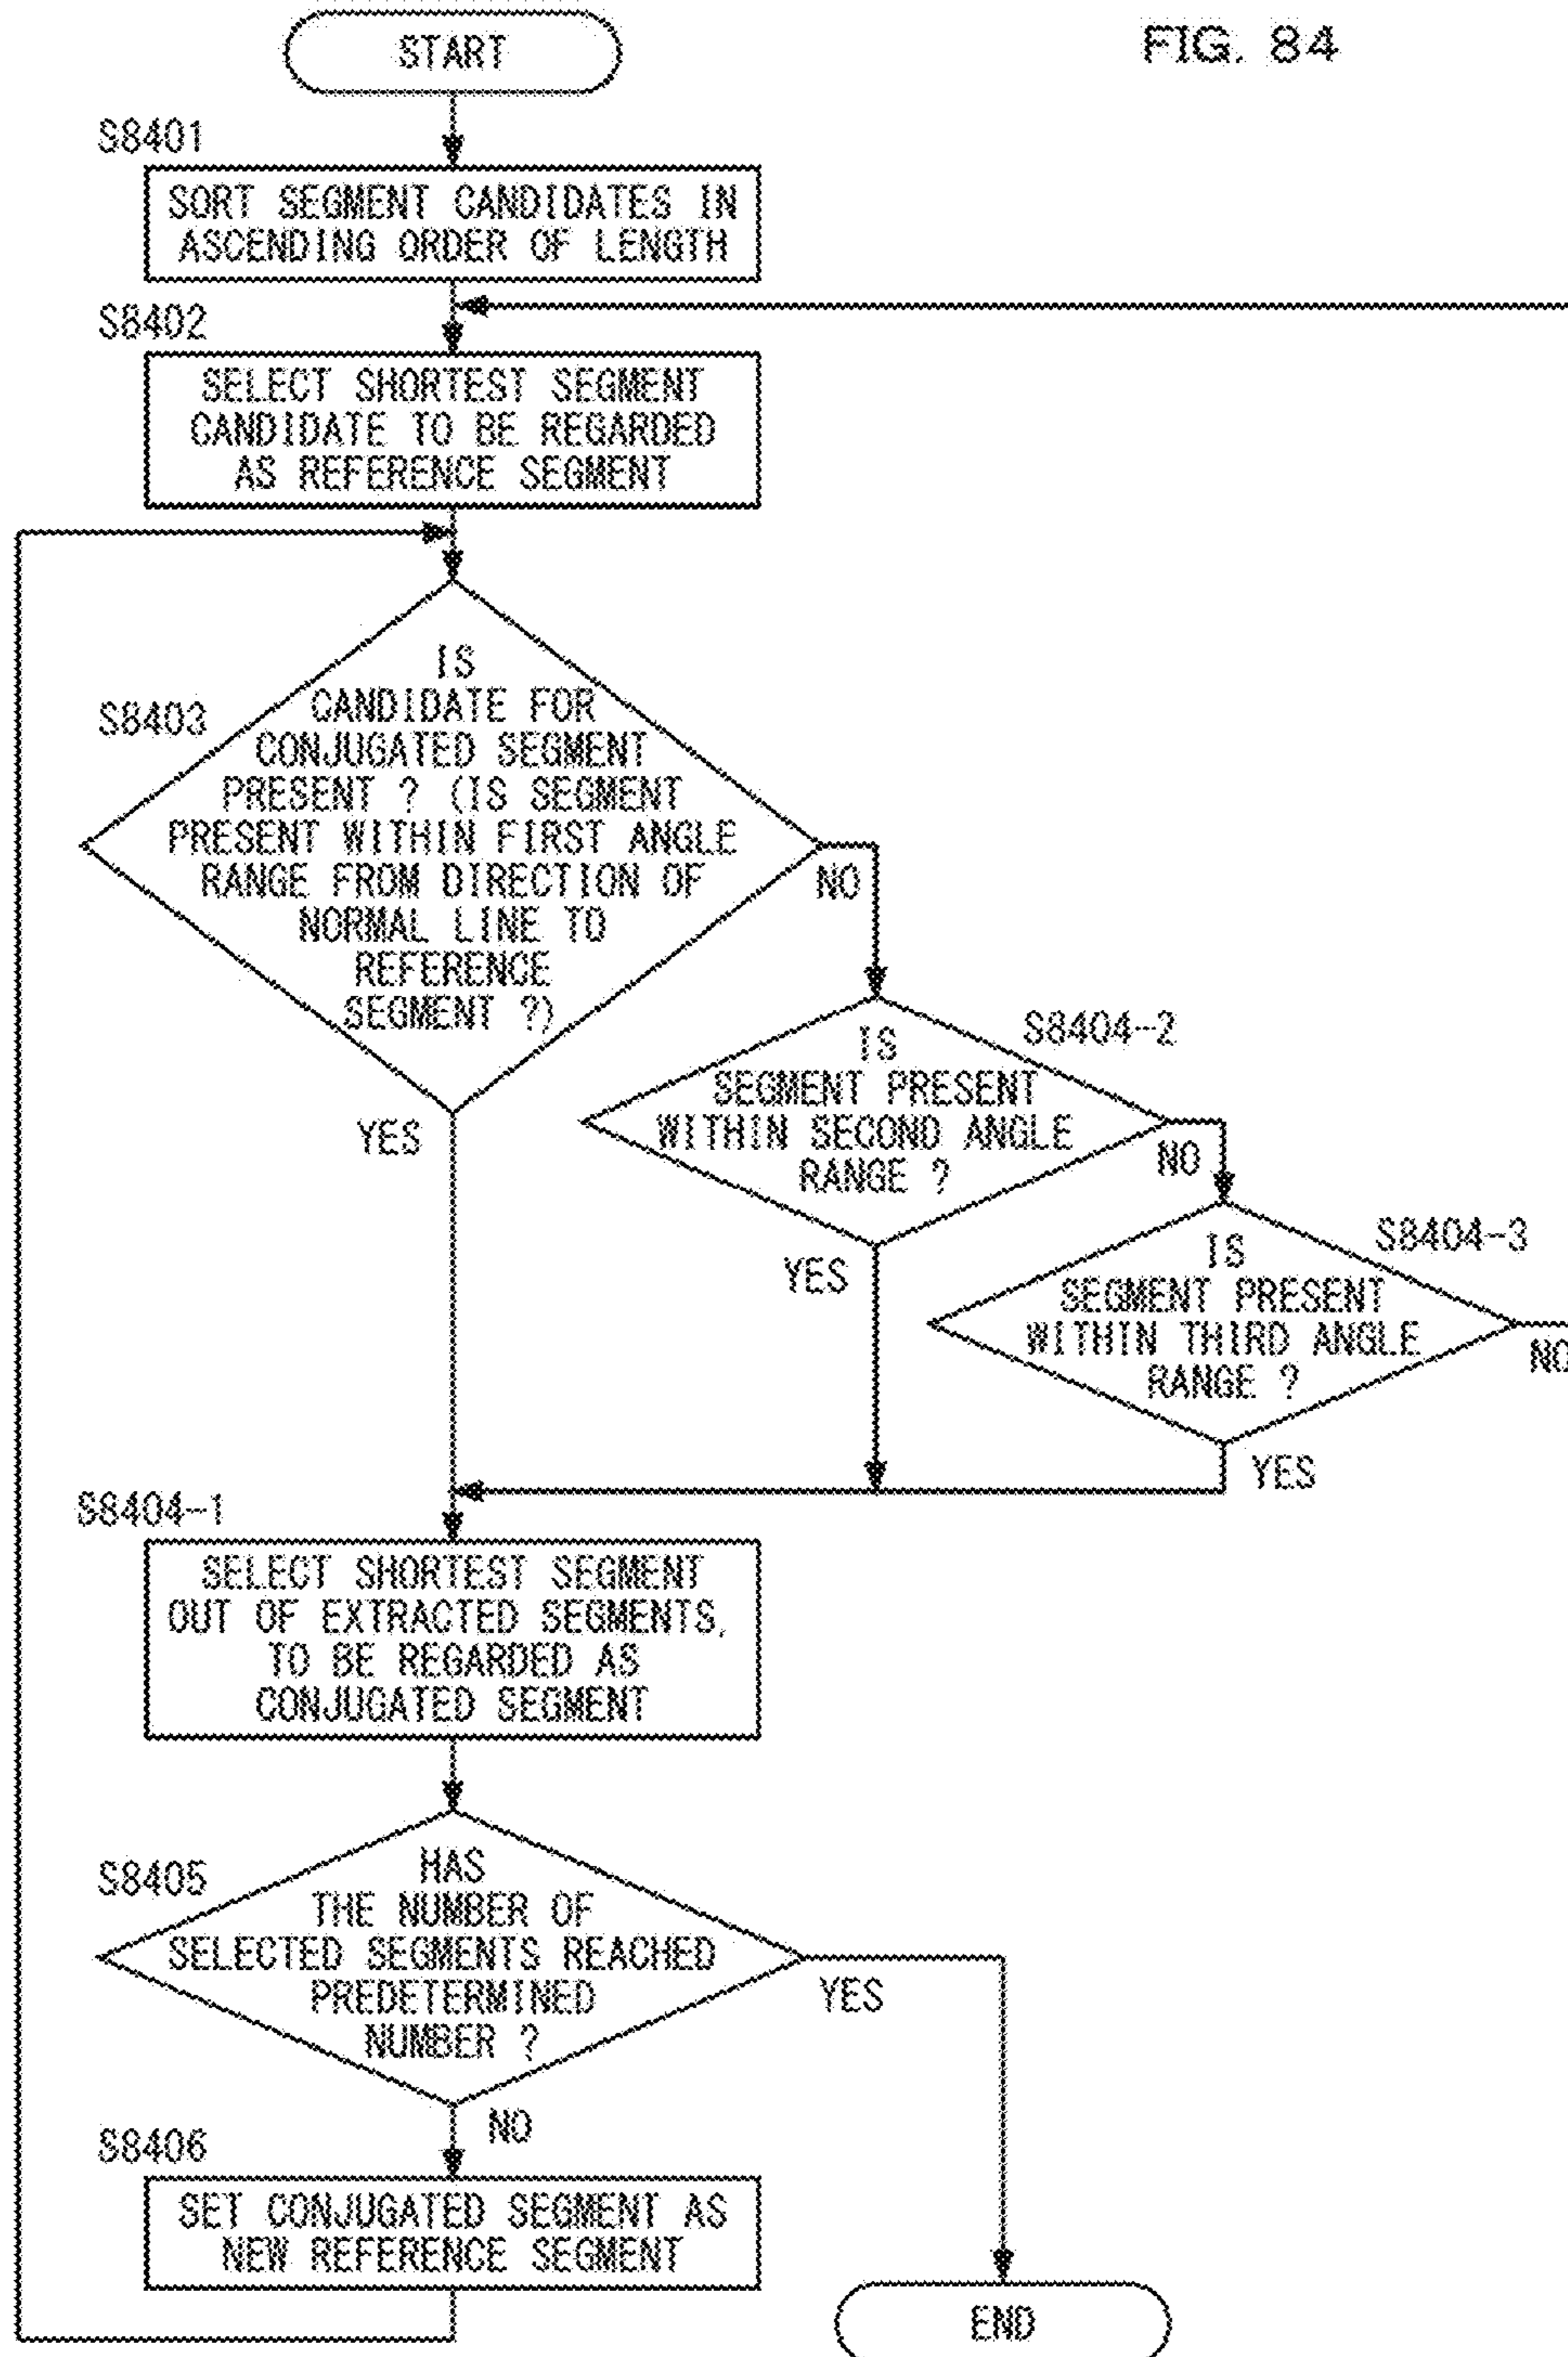 FIG. 84
START
S8401
SORT SEGMENT CANDIDATES IN
ASCENDING ORDER OF LENGTH
S8402
SELECT SHORTEST SEGMENT
CANDIDATE TO BE REGARDED
AS REFERENCE SEGMENT
S8403
IS
CANDIDATE FOR
CONJUGATED SEGMENT
PRESENT ? (IS SEGMENT
PRESENT WITHIN FIRST ANGLE
RANGE FROM DIRECTION OF
NORMAL LINE TO
REFERENCE
SEGMENT ?)
NO
YES
S8404-2
IS
SEGMENT PRESENT
WITHIN SECOND ANGLE
RANGE ?
NO
YES
S8404-3
IS
SEGMENT PRESENT
WITHIN THIRD ANGLE
RANGE ?
NO
YES
S8404-1
SELECT SHORTEST SEGMENT
OUT OF EXTRACTED SEGMENTS,
TO BE REGARDED AS
CONJUGATED SEGMENT
S8405
HAS
THE NUMBER OF
SELECTED SEGMENTS REACHED
PREDETERMINED
NUMBER ?
YES
NO
S8406
SET CONJUGATED SEGMENT AS
NEW REFERENCE SEGMENT
END